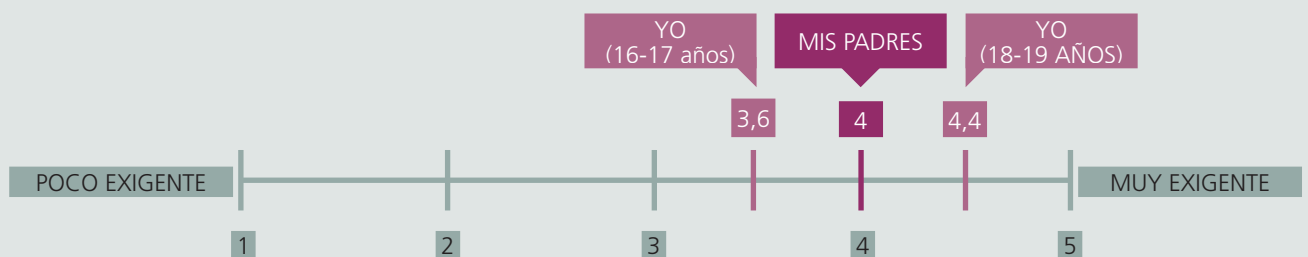 YO
(16-17 años)
MIS PADRES
YO
(18-19 AÑOS)
3,6
4
4,4
POCO EXIGENTE
MUY EXIGENTE
1
2
3
4
5